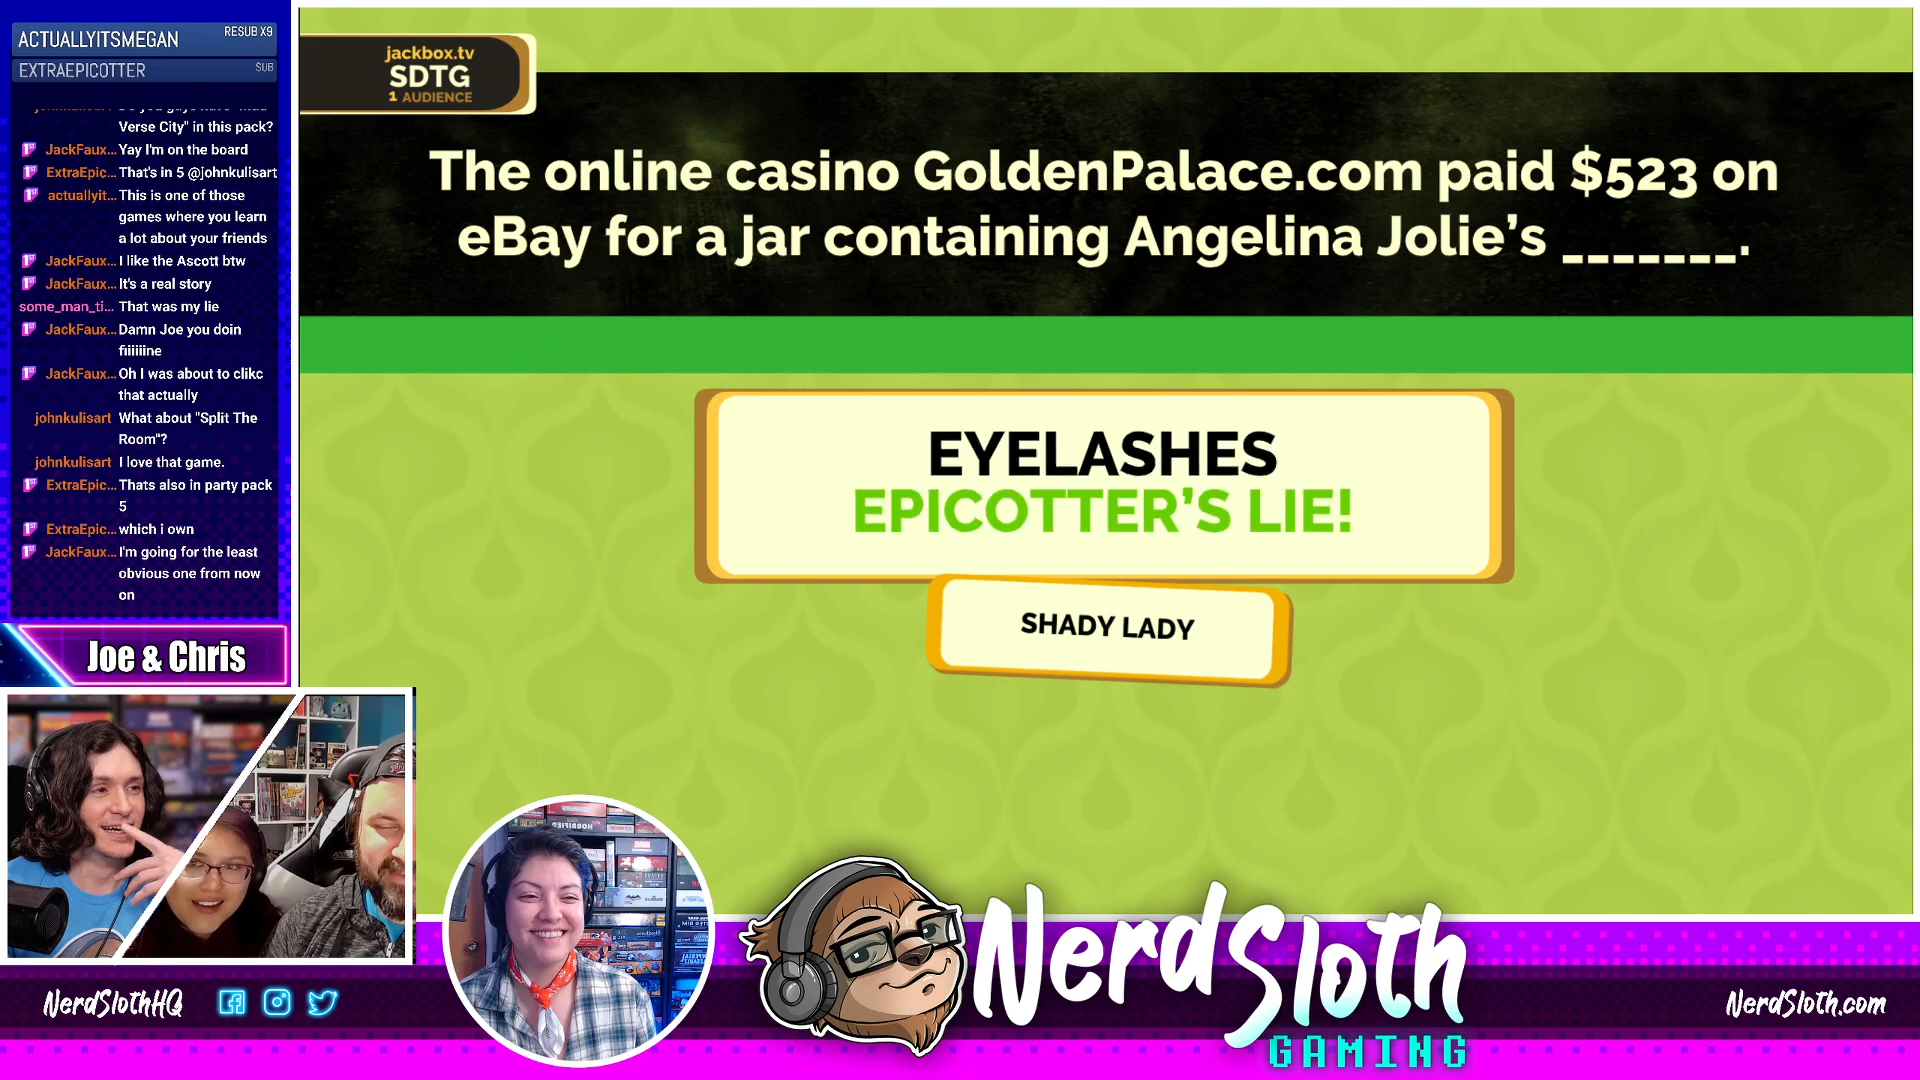 ACTUALLYITSMEGAN RESUB X9
EXTRAEPICOTTER SUB
Verse City" in this pack?
JackFaux... Yay I'm on the board
ExtraEpic... That's in 5 @johnkulisart
actuallyit... This is one of those
games where you learn
a lot about your friends
JackFaux... I like the Ascott btw
JackFaux... It's a real story
some_man_ti... That was my lie
JackFaux... Damn Joe you doin
fiiiiiine
JackFaux... Oh I was about to clikc
that actually
johnkulisart What about "Split The
Room"?
johnkulisart I love that game.
ExtraEpic... Thats also in party pack
5
ExtraEpic... which i own
JackFaux... I'm going for the least
obvious one from now
on
Joe & Chris
jackbox.tv
SDTG
1 AUDIENCE
The online casino GoldenPalace.com paid $523 on
eBay for a jar containing Angelina Jolie's _______.
EYELASHES
EPICOTTER'S LIE!
SHADY LADY
NerdSloth
GAMING
NerdSlothHQ
NerdSloth.com